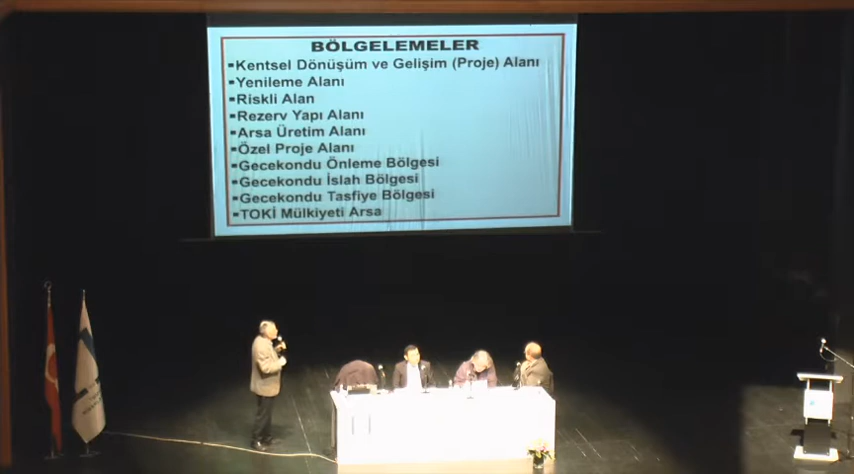 BÖLGELEMELER
▪Kentsel Dönüşüm ve Gelişim (Proje) Alanı
▪Yenileme Alanı
▪Riskli Alan
▪Rezerv Yapı Alanı
▪Arsa Üretim Alanı
▪Özel Proje Alanı
▪Gecekondu Önleme Bölgesi
▪Gecekondu İslah Bölgesi
▪Gecekondu Tasfiye Bölgesi
▪TOKİ Mülkiyeti Arsa